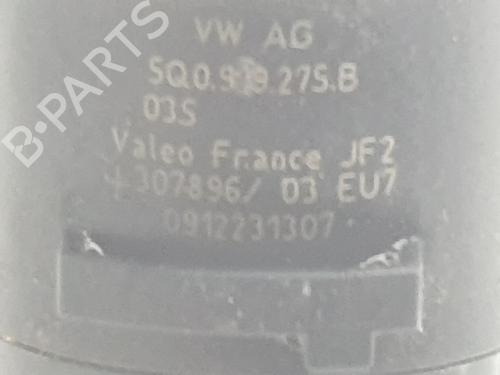 VW AG
5Q0.919.275.B
03S
Valeo France JF2
+307896/ 03 EU7
0912231307
B-PARTS